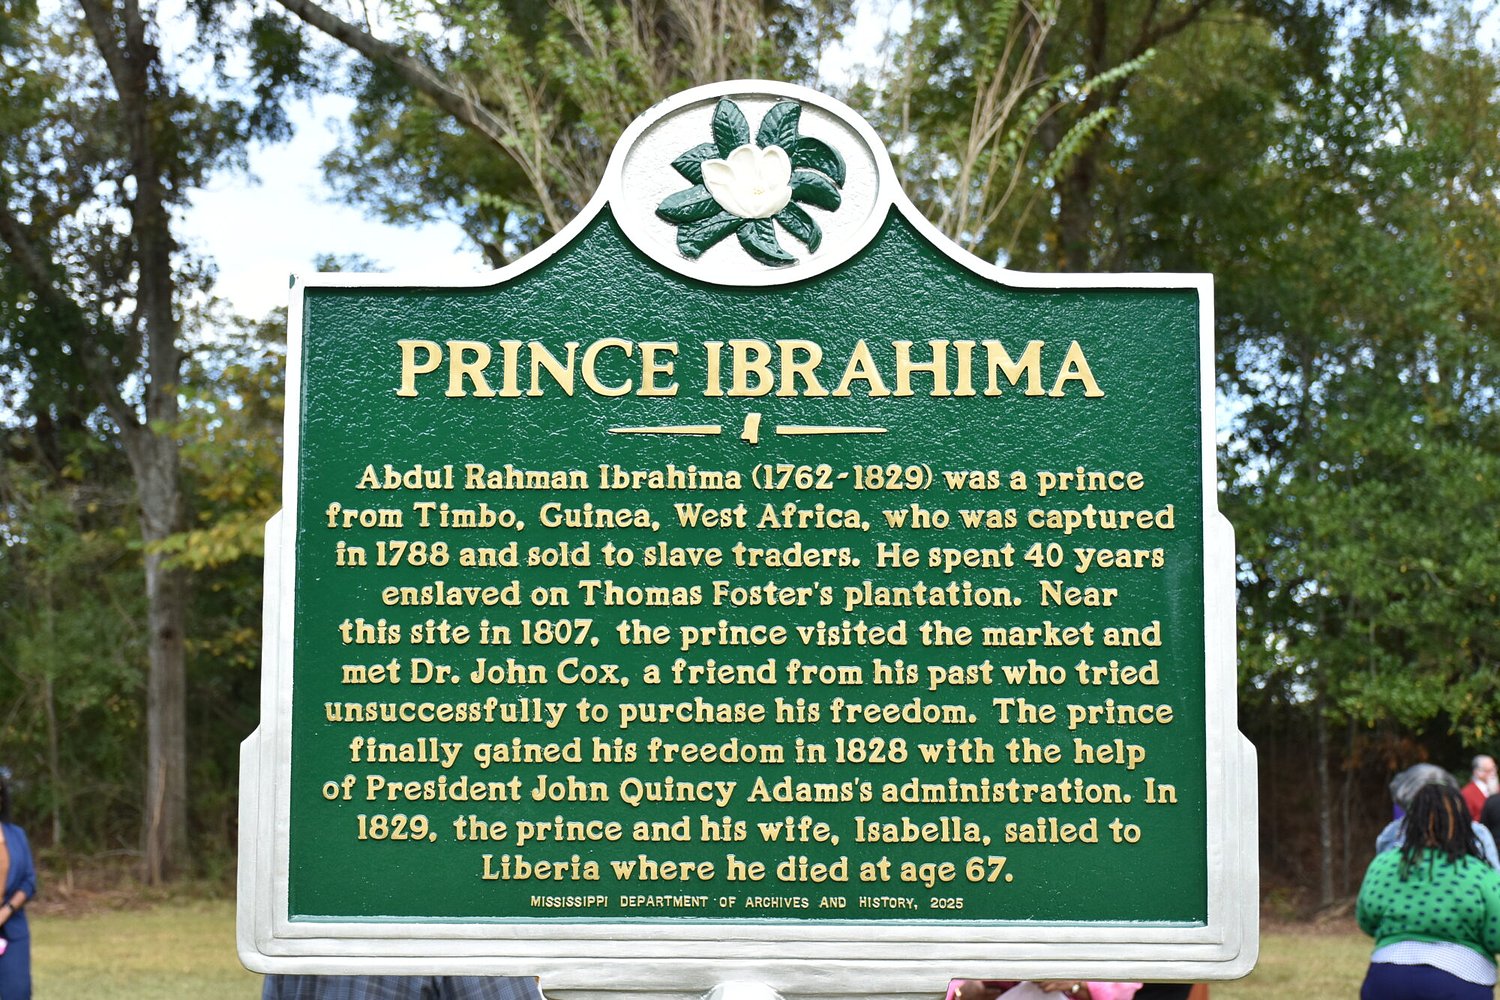 PRINCE IBRAHIMA
Abdul Rahman Ibrahima (1762-1829) was a prince
from Timbo, Guinea, West Africa, who was captured
in 1788 and sold to slave traders. He spent 40 years
enslaved on Thomas Foster's plantation. Near
this site in 1807, the prince visited the market and
met Dr. John Cox, a friend from his past who tried
unsuccessfully to purchase his freedom. The prince
finally gained his freedom in 1828 with the help
of President John Quincy Adams's administration. In
1829, the prince and his wife, Isabella, sailed to
Liberia where he died at age 67.
MISSISSIPPI DEPARTMENT OF ARCHIVES AND HISTORY, 2025